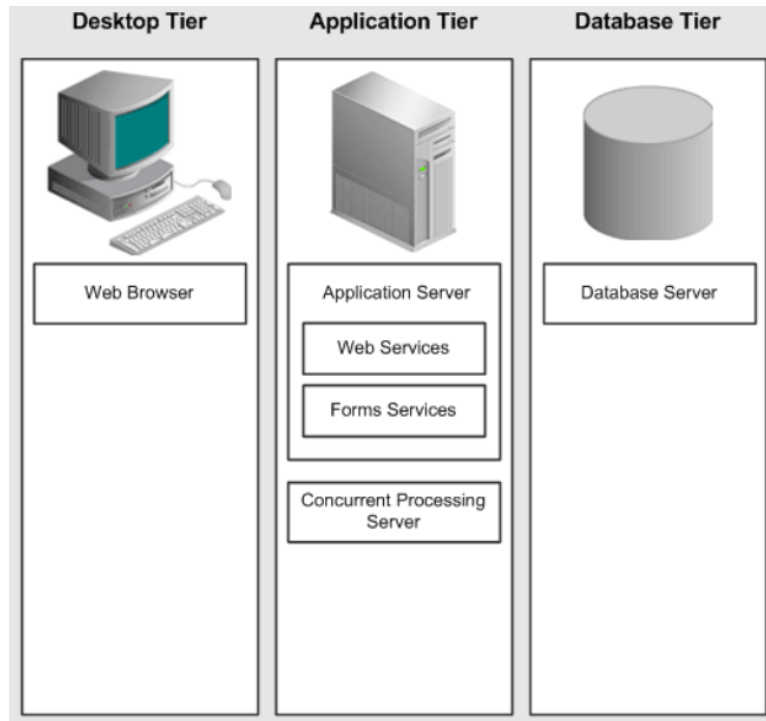 Desktop Tier
Application Tier
Database Tier
Web Browser
Application Server
Web Services
Forms Services
Concurrent Processing
Server
Database Server